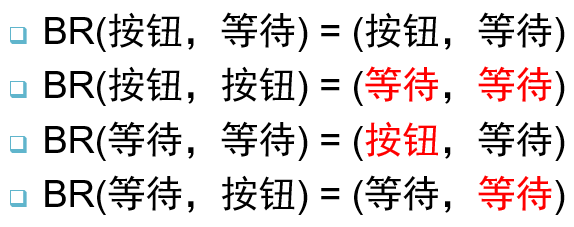 BR(按钮，等待) = (按钮，等待)
BR(按钮，按钮) = (等待，等待)
BR(等待，等待) = (按钮，等待)
BR(等待，按钮) = (等待，等待)